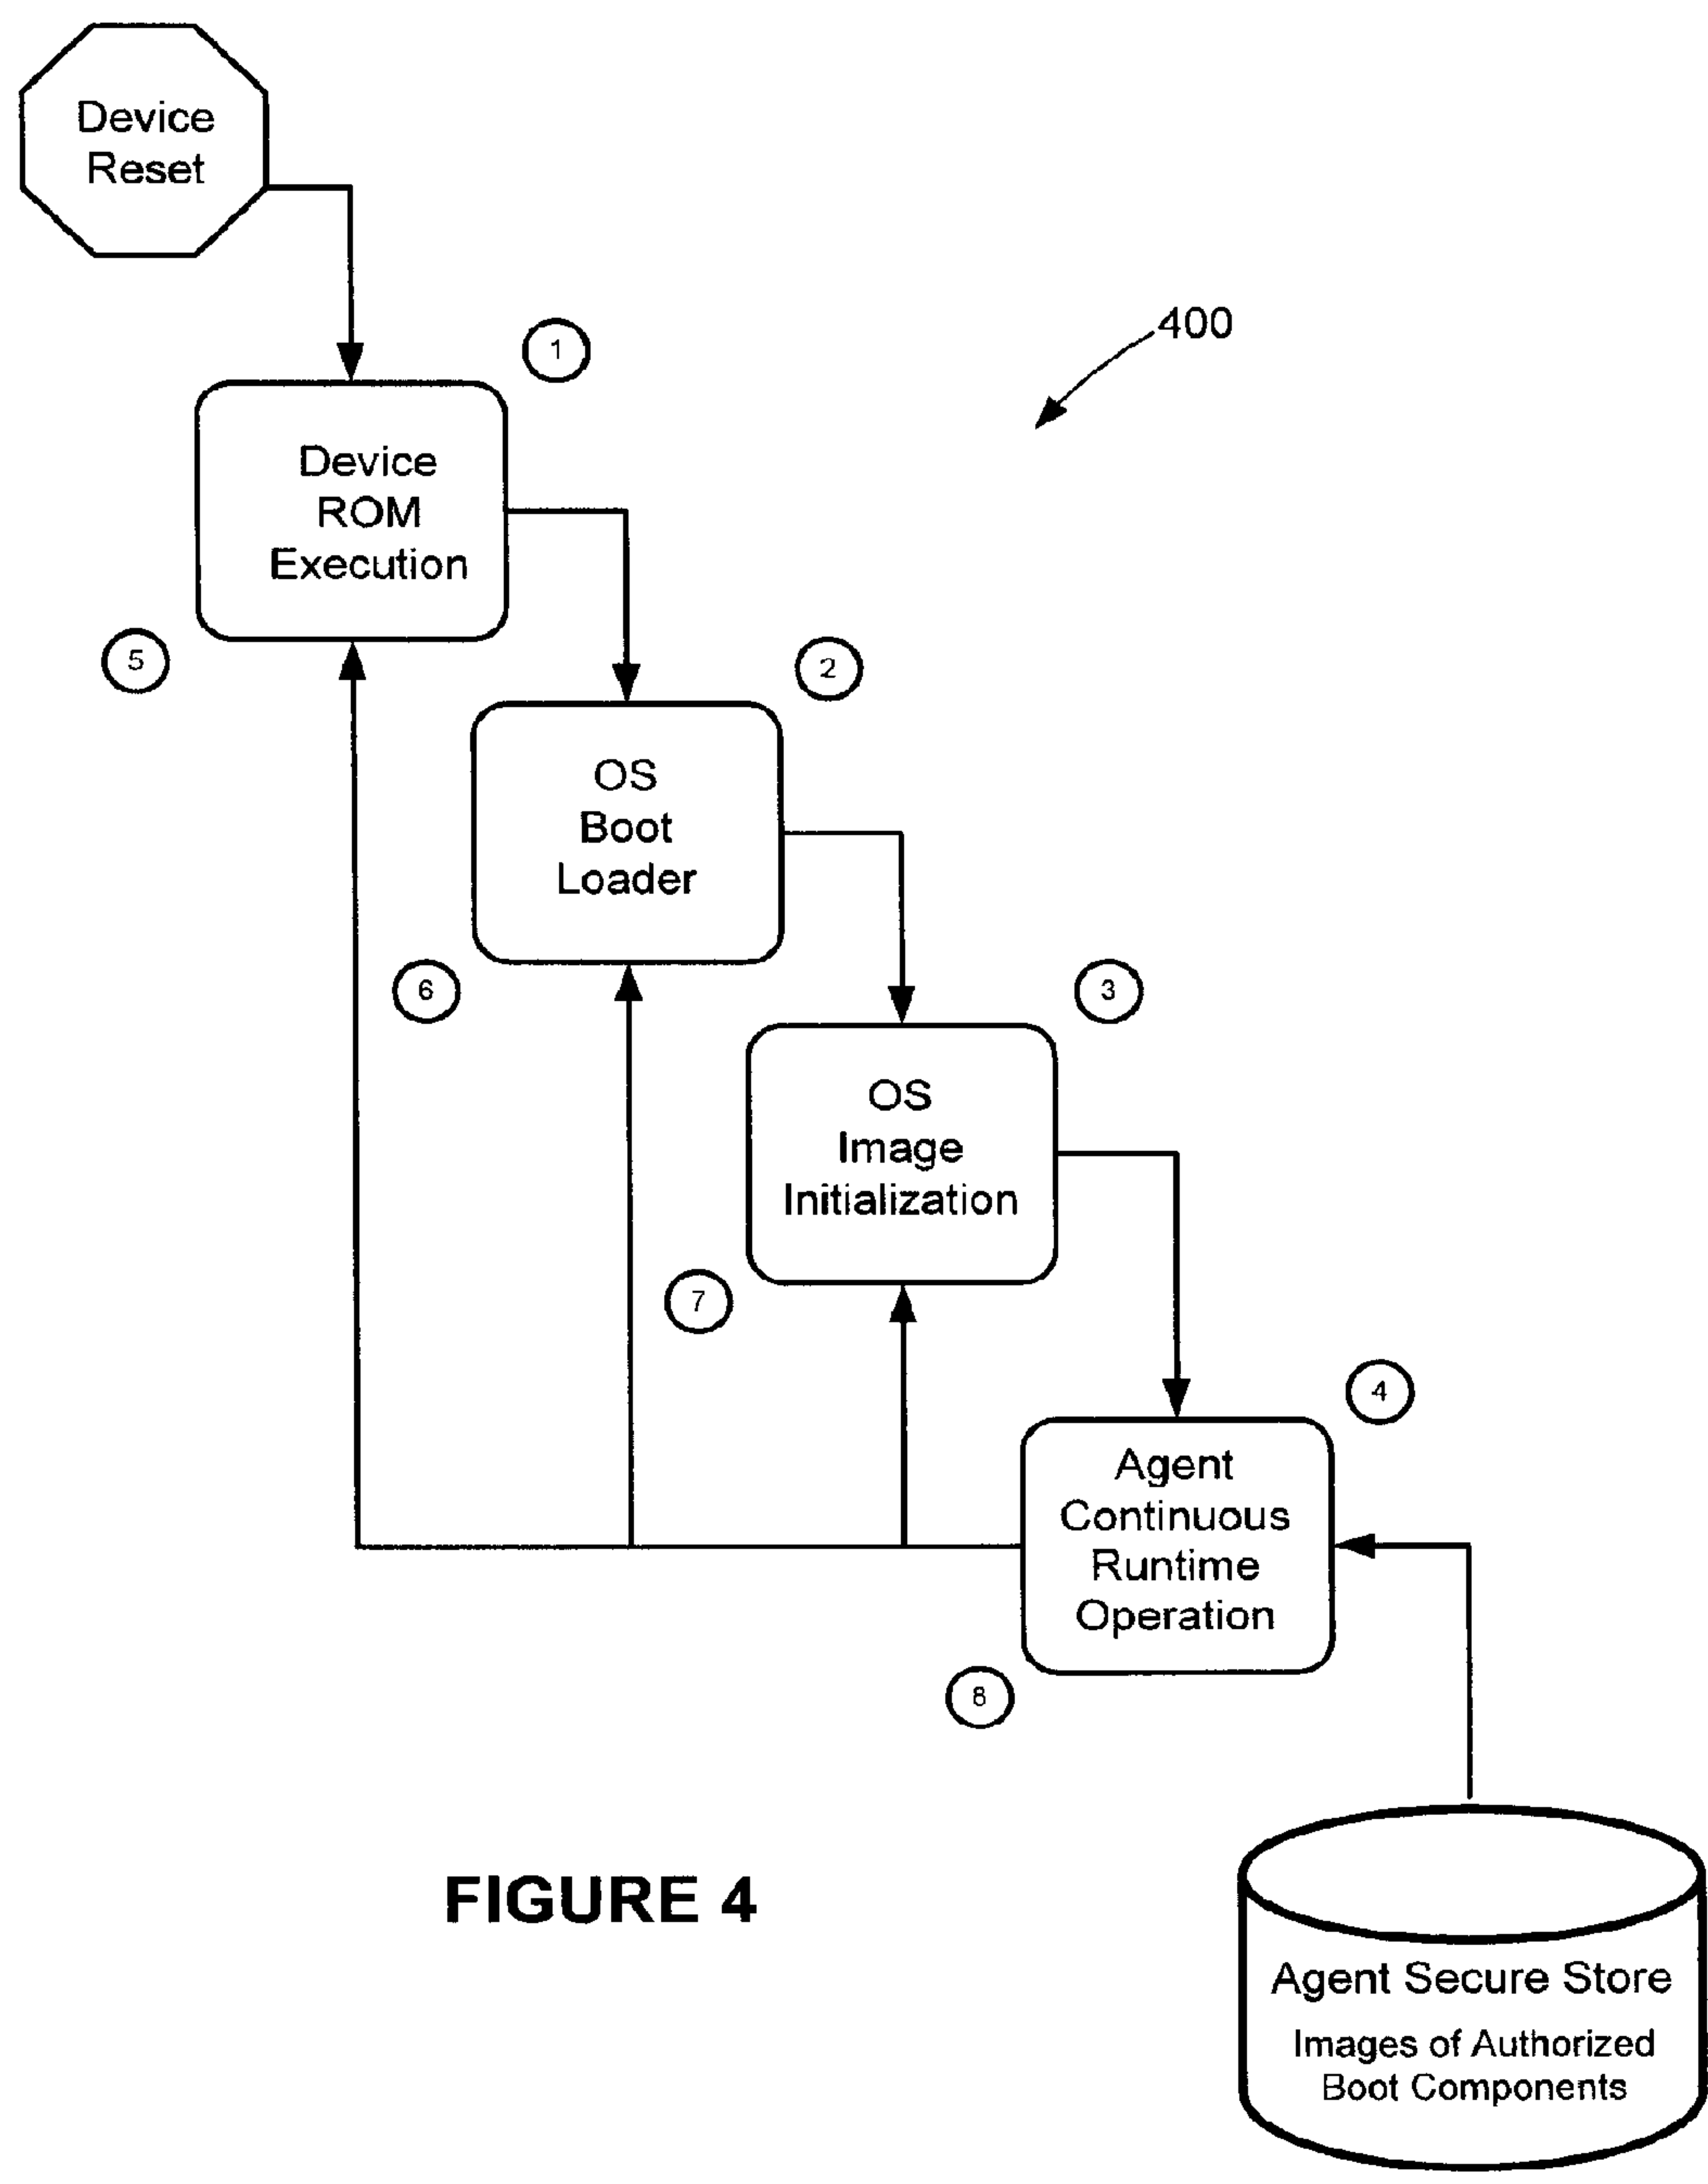 Device
Reset
400
1
Device
ROM
Execution
5
2
OS
Boot
Loader
6
3
OS
Image
Initialization
7
4
Agent
Continuous
Runtime
Operation
8
FIGURE 4
Agent Secure Store
Images of Authorized
Boot Components